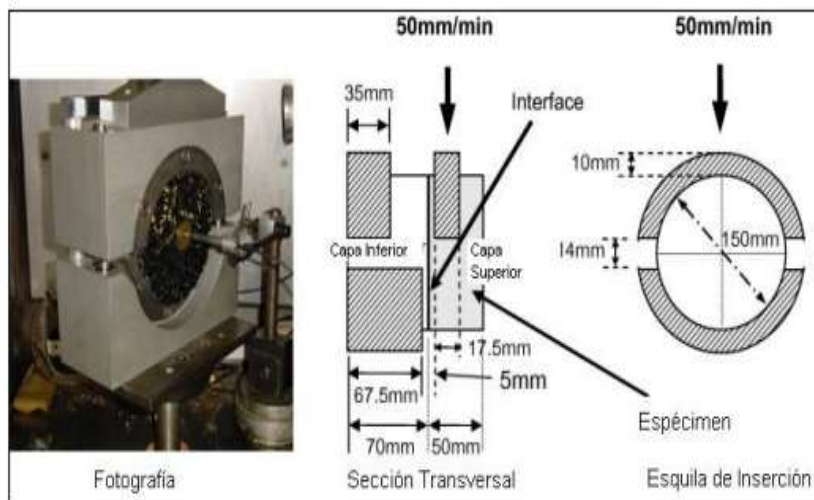 50mm/min
50mm/min
35mm
Interface
10mm
Capa Inferior
Capa
Superior
150mm
14mm
17.5mm
5mm
67.5mm
Espécimen
70mm
50mm
Fotografía
Sección Transversal
Esquila de Inserción